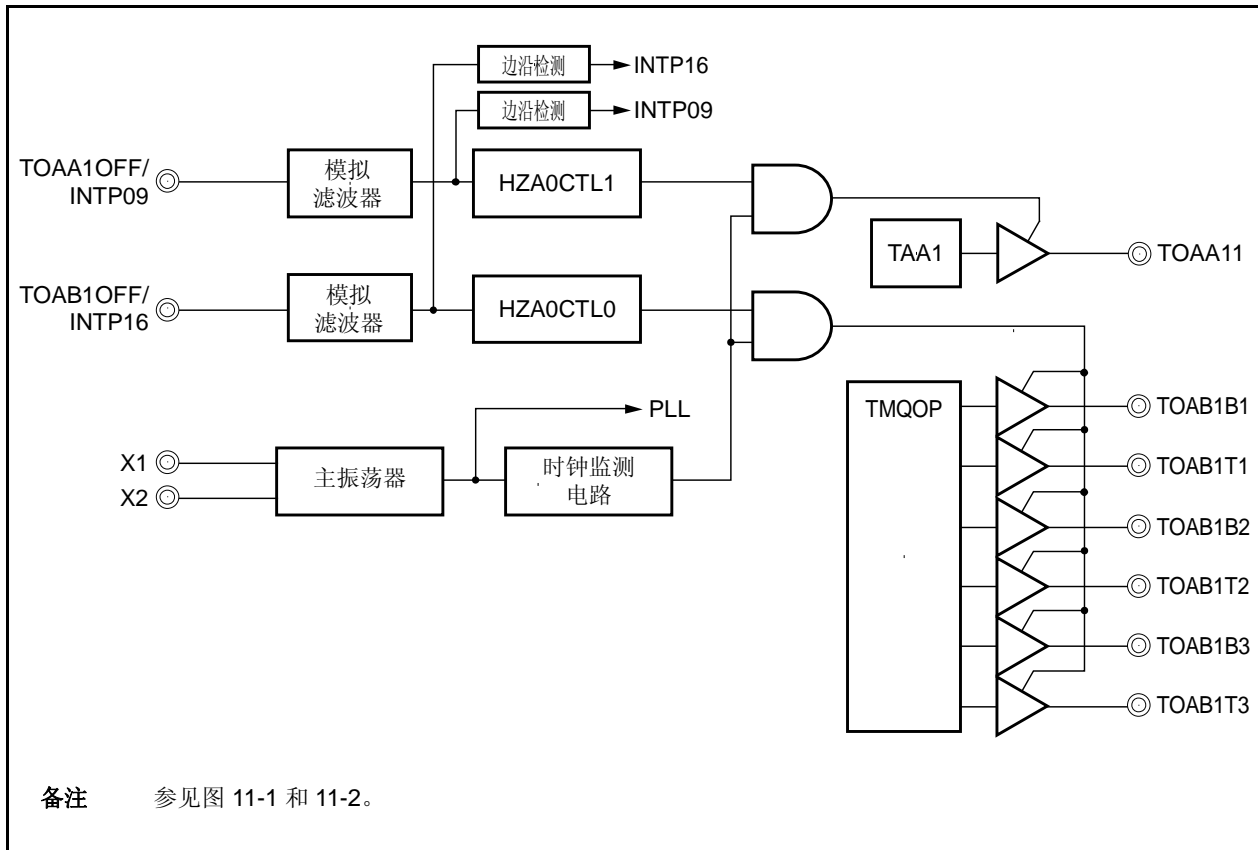 边沿检测
INTP16
边沿检测
INTP09
TOAA1OFF/
INTP09
模拟
滤波器
HZA0CTL1
TAA1
TOAA11
TOAB1OFF/
INTP16
模拟
滤波器
HZA0CTL0
PLL
X1
X2
主振荡器
时钟监测
电路
TMQOP
TOAB1B1
TOAB1T1
TOAB1B2
TOAB1T2
TOAB1B3
TOAB1T3
备注 参见图 11-1 和 11-2。